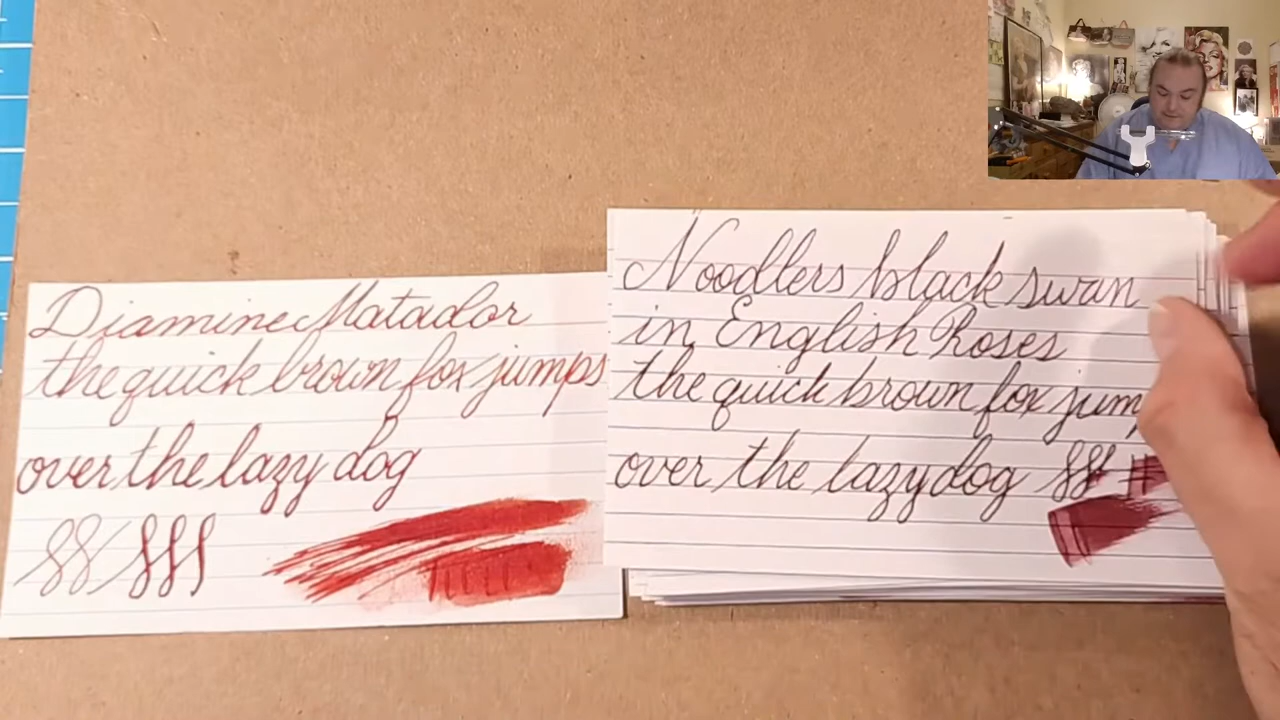 Diamine Matador
the quick brown fox jumps
over the lazy dog
Noodlers black swan
in English Roses
the quick brown fox jum
over the lazy dog